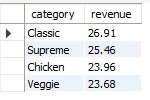 category revenue
Classic 26.91
Supreme 25.46
Chicken 23.96
Veggie 23.68